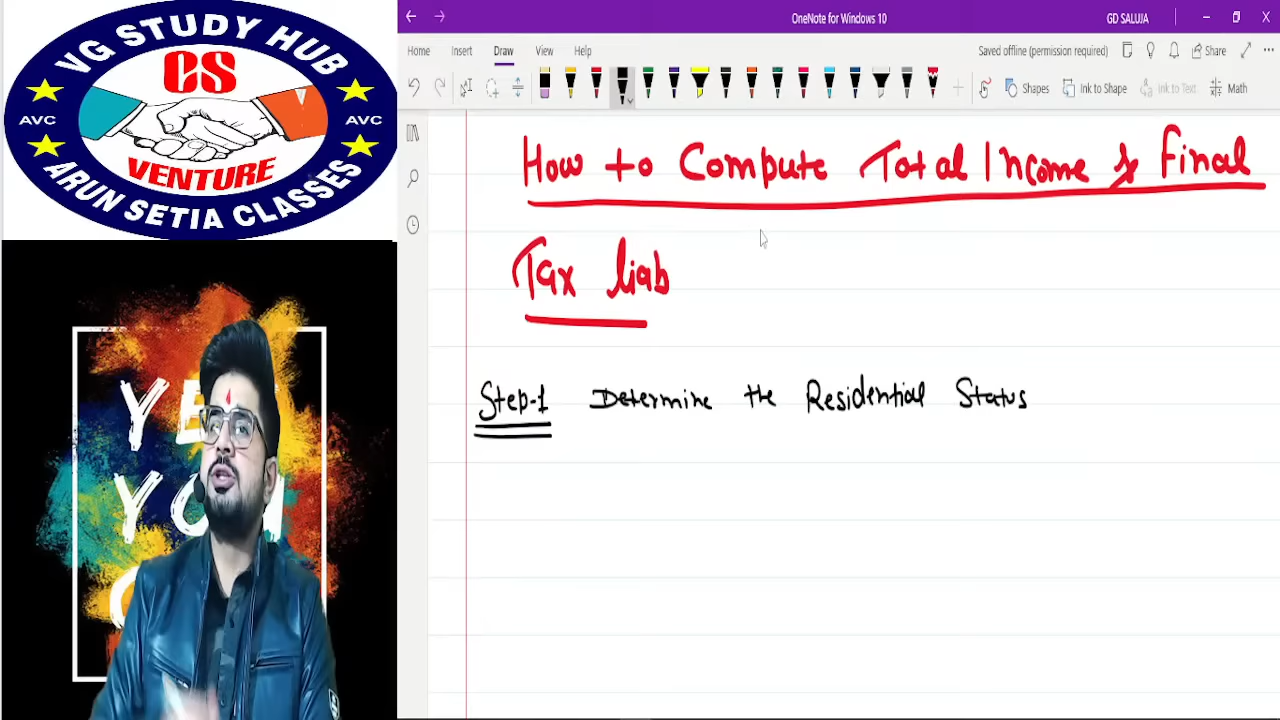 VG STUDY HUB
CS
AVC
AVC
VENTURE
ARUN SETIA CLASSES
OneNote for Windows 10
GD SALUJA
Home Insert Draw View Help
Saved offline (permission required)
Share
Shapes
Ink to Shape
Ink to Text
Math
How to Compute Total Income & Final
Tax liab
Step-1 Determine the Residential Status
YE
YO